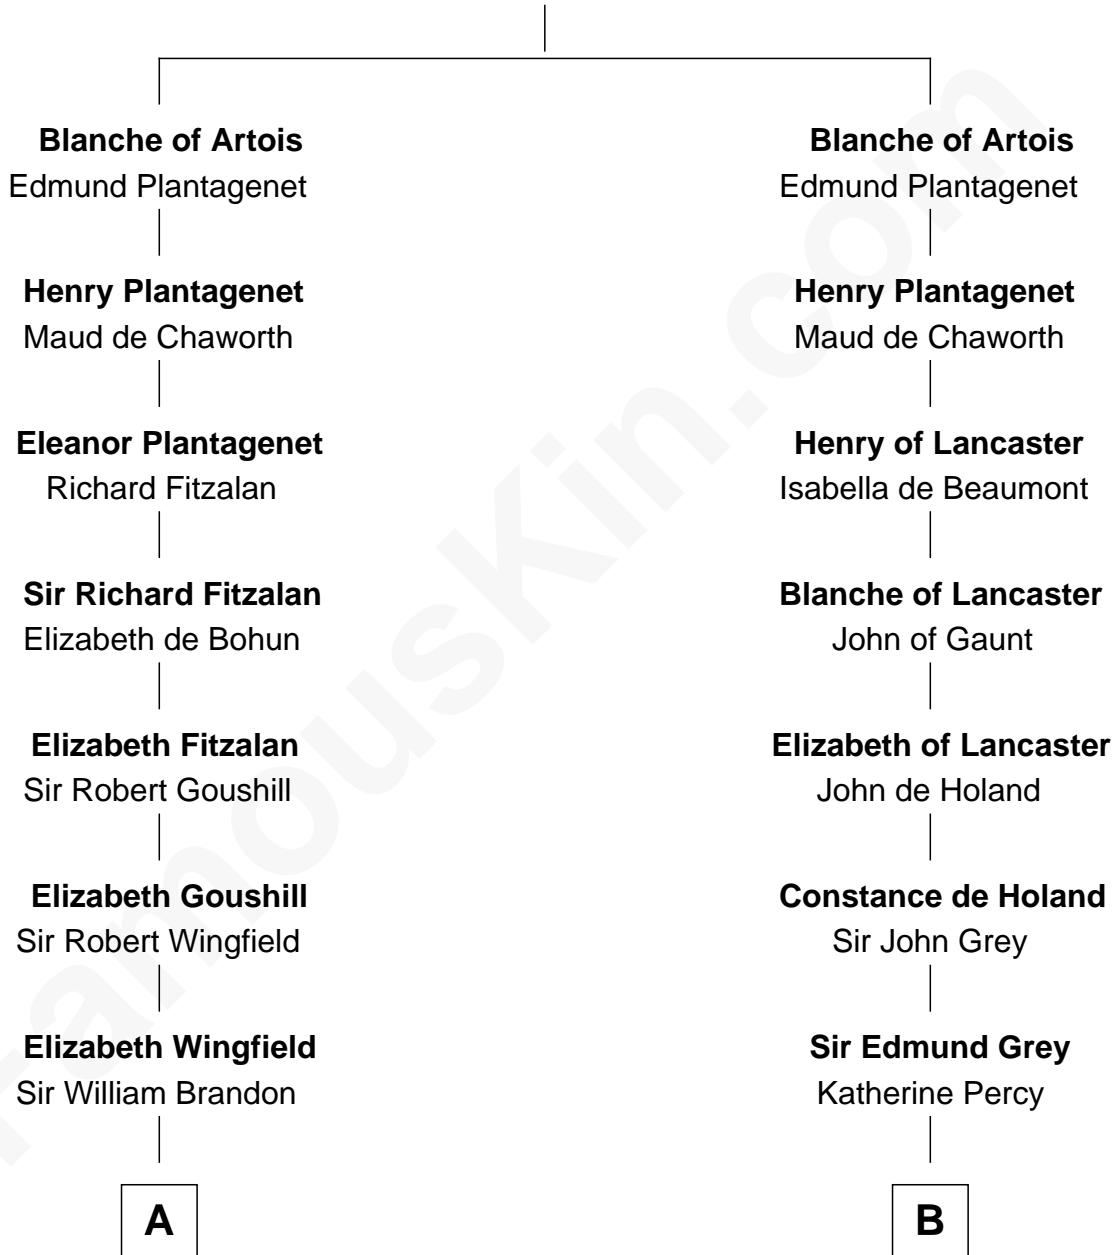 Blanche of Artois
Edmund Plantagenet
Henry Plantagenet
Maud de Chaworth
Eleanor Plantagenet
Richard Fitzalan
Sir Richard Fitzalan
Elizabeth de Bohun
Elizabeth Fitzalan
Sir Robert Goushill
Elizabeth Goushill
Sir Robert Wingfield
Elizabeth Wingfield
Sir William Brandon
A
Blanche of Artois
Edmund Plantagenet
Henry Plantagenet
Maud de Chaworth
Henry of Lancaster
Isabella de Beaumont
Blanche of Lancaster
John of Gaunt
Elizabeth of Lancaster
John de Holand
Constance de Holand
Sir John Grey
Sir Edmund Grey
Katherine Percy
B
FamousKin.com